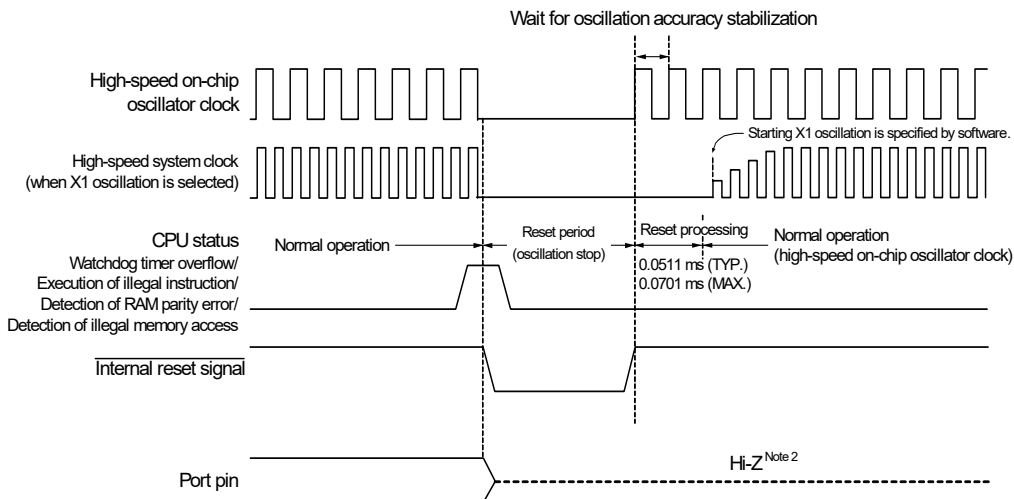 Wait for oscillation accuracy stabilization
High-speed on-chip
oscillator clock
Starting X1 oscillation is specified by software.
High-speed system clock
(when X1 oscillation is selected)
CPU status
Normal operation
Reset period
(oscillation stop)
Reset processing
0.0511 ms (TYP.)
0.0701 ms (MAX.)
Normal operation
(high-speed on-chip oscillator clock)
Watchdog timer overflow/
Execution of illegal instruction/
Detection of RAM parity error/
Detection of illegal memory access
Internal reset signal
Hi-Z Note 2
Port pin